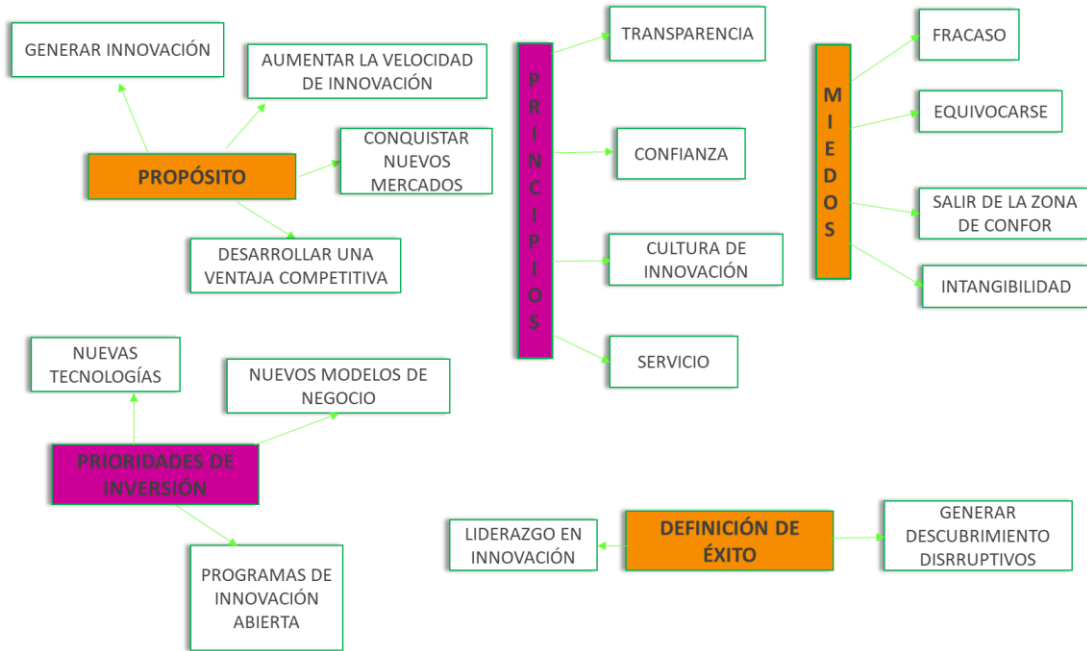 GENERAR INNOVACIÓN
AUMENTAR LA VELOCIDAD
DE INNOVACIÓN
PROPÓSITO
CONQUISTAR
NUEVOS
MERCADOS
DESARROLLAR UNA
VENTAJA COMPETITIVA
PRINCIPIOS
TRANSPARENCIA
CONFIANZA
CULTURA DE
INNOVACIÓN
SERVICIO
MIEDOS
FRACASO
EQUIVOCARSE
SALIR DE LA ZONA
DE CONFOR
INTANGIBILIDAD
NUEVAS
TECNOLOGÍAS
NUEVOS MODELOS DE
NEGOCIO
PRIORIDADES DE
INVERSIÓN
PROGRAMAS DE
INNOVACIÓN
ABIERTA
LIDERAZGO EN
INNOVACIÓN
DEFINICIÓN DE
ÉXITO
GENERAR
DESCUBRIMIENTO
DISRRUPTIVOS